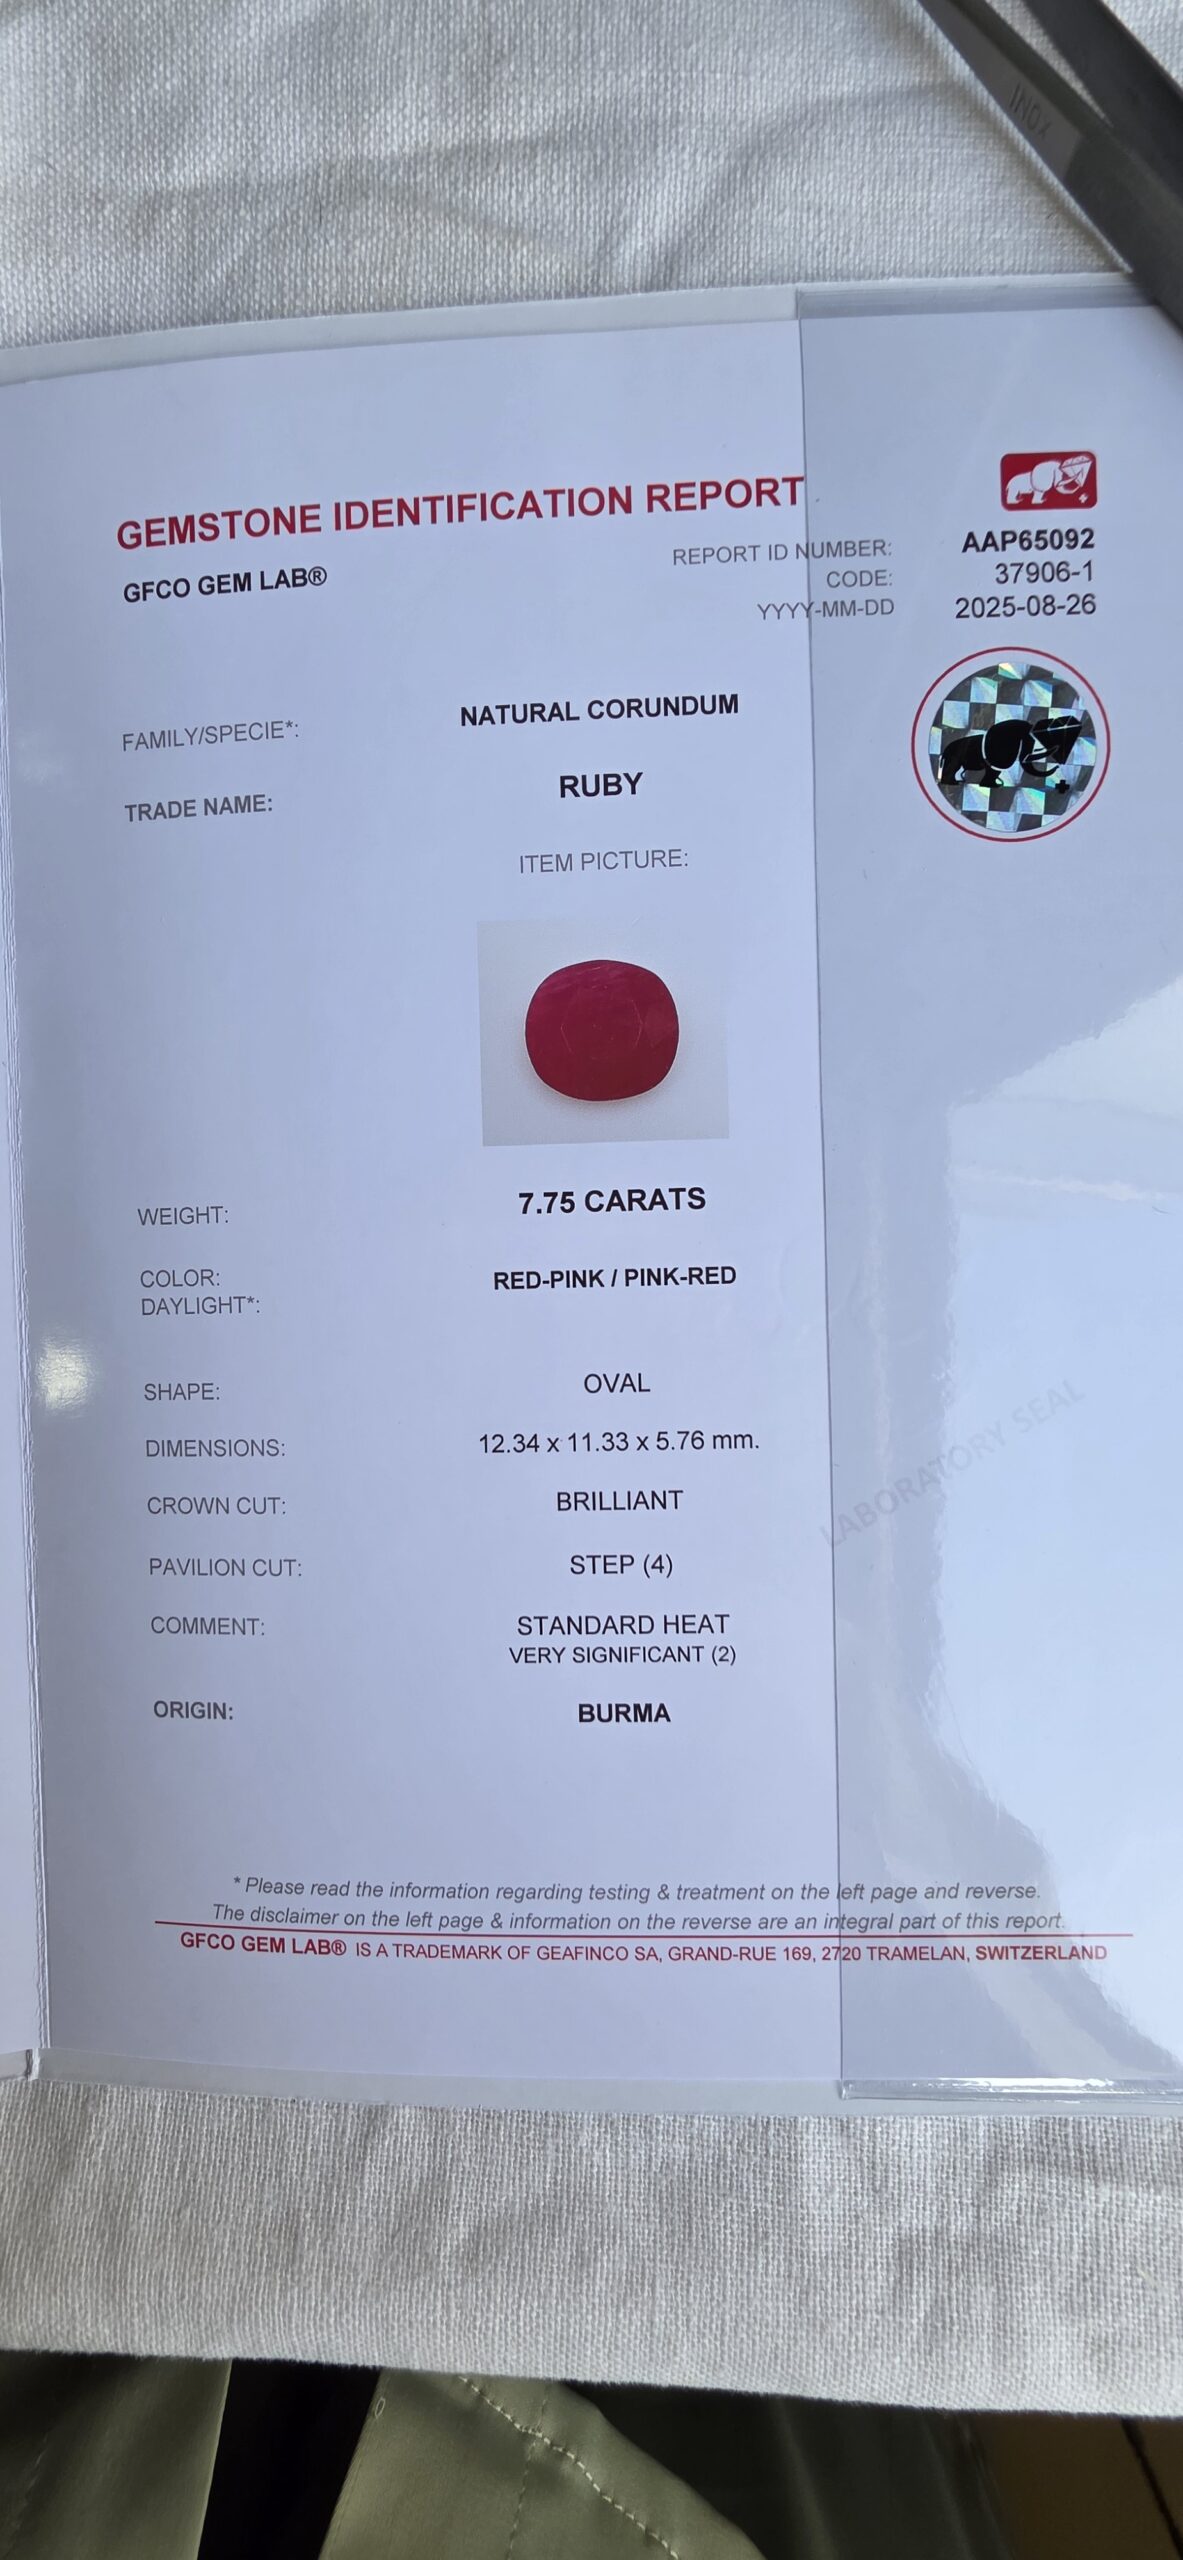 INOX
GEMSTONE IDENTIFICATION REPORT
GFCO GEM LAB®
REPORT ID NUMBER: AAP65092
CODE: 37906-1
YYYY-MM-DD 2025-08-26
FAMILY/SPECIE*: NATURAL CORUNDUM
TRADE NAME: RUBY
ITEM PICTURE:
WEIGHT: 7.75 CARATS
COLOR:
DAYLIGHT*: RED-PINK / PINK-RED
SHAPE: OVAL
DIMENSIONS: 12.34 x 11.33 x 5.76 mm.
CROWN CUT: BRILLIANT
PAVILION CUT: STEP (4)
COMMENT: STANDARD HEAT
VERY SIGNIFICANT (2)
ORIGIN: BURMA
LABORATORY SEAL
* Please read the information regarding testing & treatment on the left page and reverse.
The disclaimer on the left page & information on the reverse are an integral part of this report.
GFCO GEM LAB® IS A TRADEMARK OF GEAFINCO SA, GRAND-RUE 169, 2720 TRAMELAN, SWITZERLAND